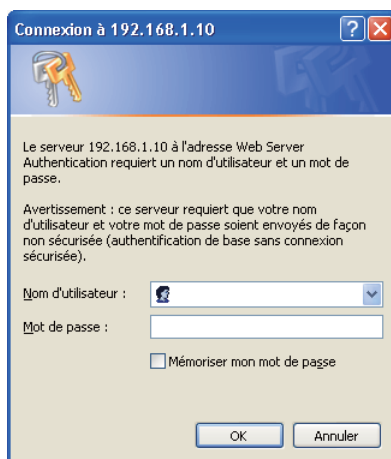 Connexion à 192.168.1.10
Le serveur 192.168.1.10 à l'adresse Web Server
Authentication requiert un nom d'utilisateur et un mot de
passe.
Avertissement : ce serveur requiert que votre nom
d'utilisateur et votre mot de passe soient envoyés de façon
non sécurisée (authentification de base sans connexion
sécurisée).
Nom d'utilisateur :
Mot de passe :
Mémoriser mon mot de passe
OK Annuler